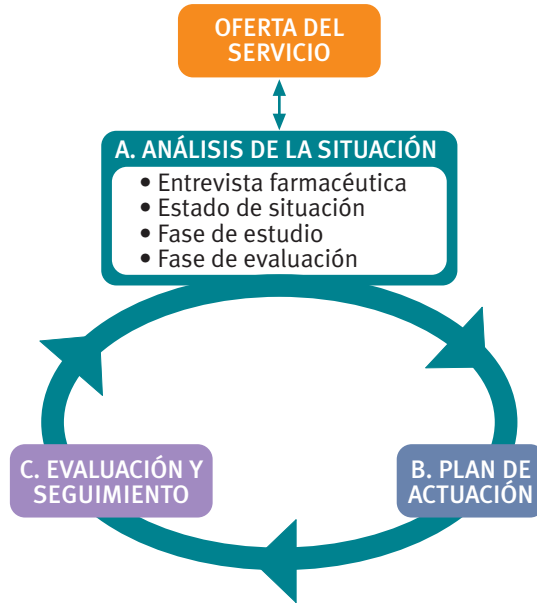 OFERTA DEL
SERVICIO
A. ANÁLISIS DE LA SITUACIÓN
• Entrevista farmacéutica
• Estado de situación
• Fase de estudio
• Fase de evaluación
C. EVALUACIÓN Y
SEGUIMIENTO
B. PLAN DE
ACTUACIÓN